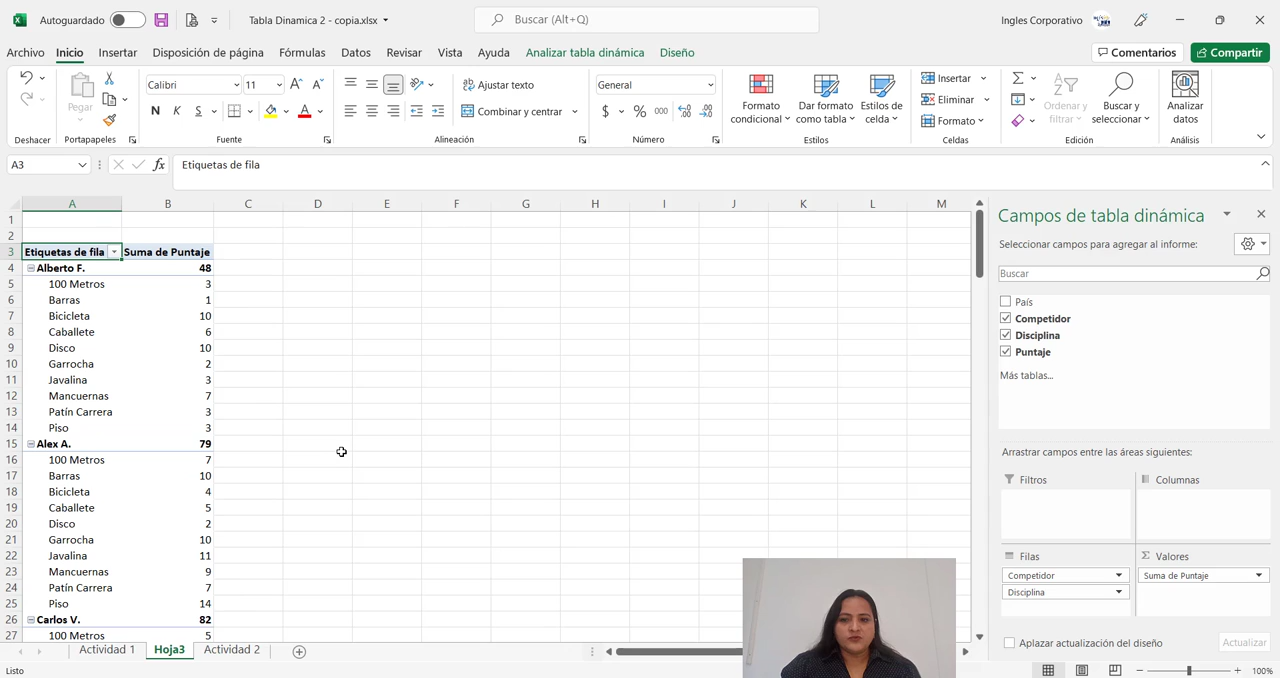 Autoguardado
Tabla Dinamica 2 - copia.xlsx
Buscar (Alt+Q)
Ingles Corporativo
Archivo Inicio Insertar Disposición de página Fórmulas Datos Revisar Vista Ayuda Analizar tabla dinámica Diseño
Comentarios Compartir
Pegar
Calibri 11
N K S
Ajustar texto
Combinar y centrar
General
$ % 000
Formato condicional
Dar formato como tabla
Estilos de celda
Insertar
Eliminar
Formato
Ordenar y filtrar
Buscar y seleccionar
Analizar datos
Deshacer Portapapeles Fuente Alineación Número Estilos Celdas Edición Análisis
A3 fx Etiquetas de fila
A B C D E F G H I J K L M
1
2
3 Etiquetas de fila Suma de Puntaje
4 Alberto F. 48
5 100 Metros 3
6 Barras 1
7 Bicicleta 10
8 Caballete 6
9 Disco 10
10 Garrocha 2
11 Javalina 3
12 Mancuernas 7
13 Patín Carrera 3
14 Piso 3
15 Alex A. 79
16 100 Metros 7
17 Barras 10
18 Bicicleta 4
19 Caballete 5
20 Disco 2
21 Garrocha 10
22 Javalina 11
23 Mancuernas 9
24 Patín Carrera 7
25 Piso 14
26 Carlos V. 82
27 100 Metros 5
Campos de tabla dinámica
Seleccionar campos para agregar al informe:
Buscar
País
Competidor
Disciplina
Puntaje
Más tablas...
Arrastrar campos entre las áreas siguientes:
Filtros Columnas
Filas Σ Valores
Competidor Suma de Puntaje
Disciplina
Aplazar actualización del diseño Actualizar
Actividad 1 Hoja3 Actividad 2
Listo
100%